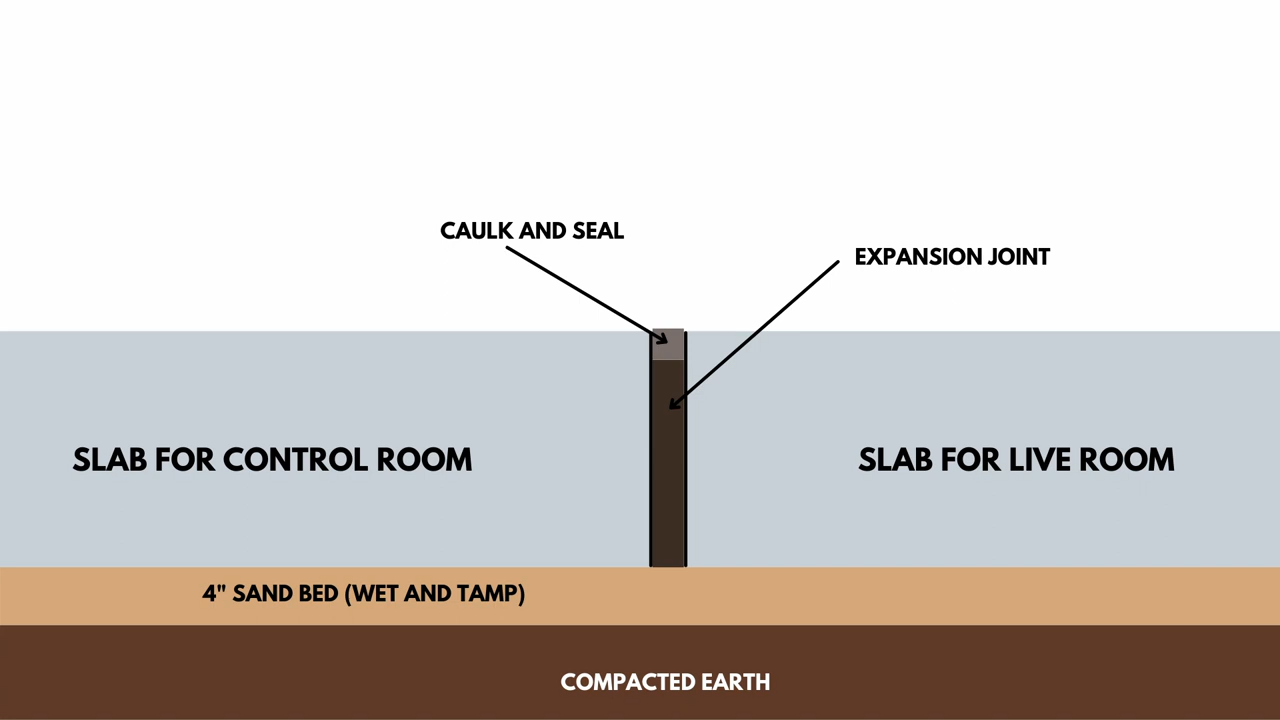 CAULK AND SEAL
EXPANSION JOINT
SLAB FOR CONTROL ROOM
SLAB FOR LIVE ROOM
4" SAND BED (WET AND TAMP)
COMPACTED EARTH